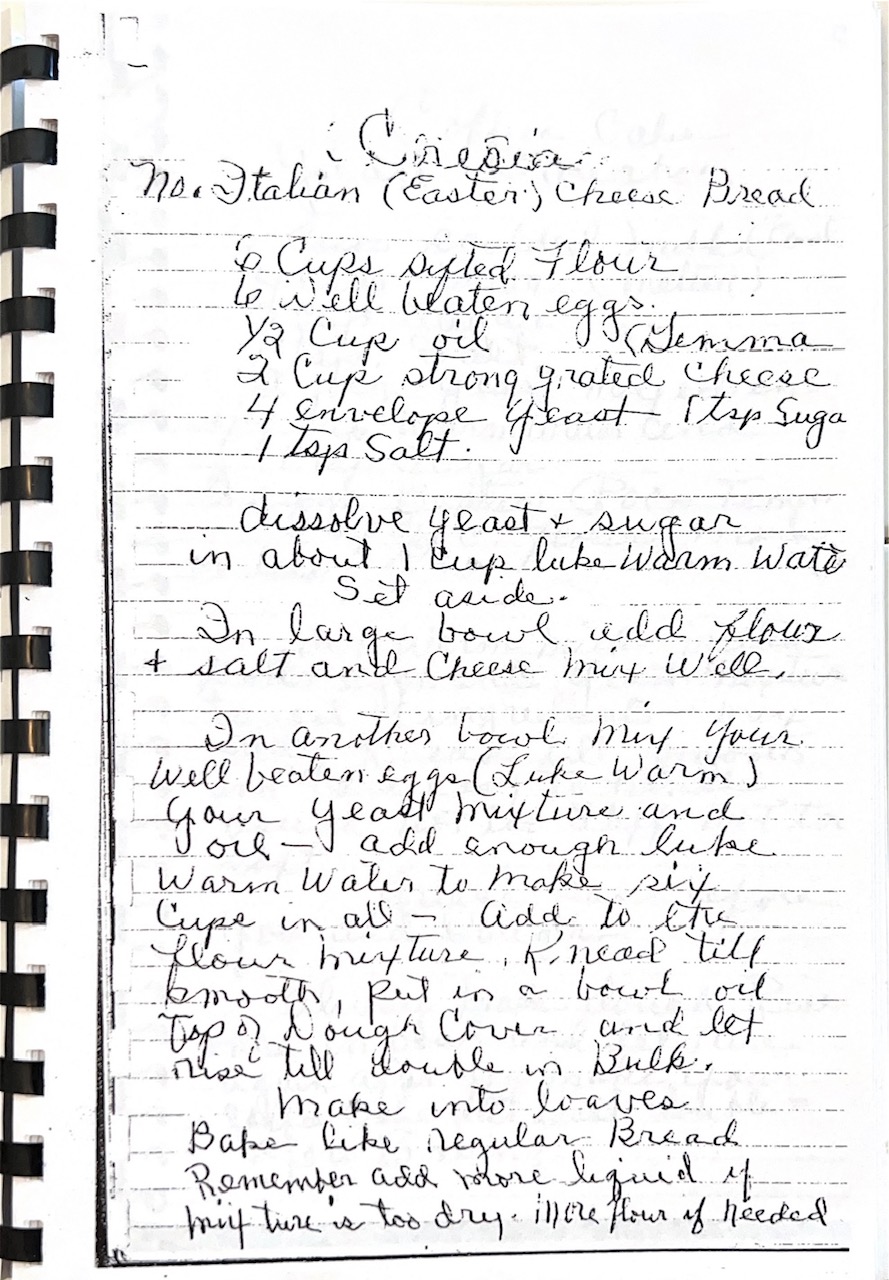 Cresia
No. Italian (Easter) Cheese Bread
6 Cups sifted Flour
6 Well beaten eggs.
1/2 Cup oil (Gemma
2 Cup strong grated cheese
4 envelope yeast - 1 tsp Suga
1 tsp Salt.
dissolve yeast + sugar
in about 1 Cup luke Warm Wate
Set aside.
In large bowl add flour
+ salt and Cheese Mix Well.
In another bowl Mix your
Well beaten eggs (Luke Warm)
your yeast Mixture and
oil - add enough luke
Warm Water to Make six
Cups in all - add to the
flour Mixture. Knead till
smooth, put in a bowl oil
top of Dough Cover and let
rise till double in Bulk.
Make into loaves
Bake like regular Bread
Remember add more liquid if
Mixture is too dry. More flour if needed